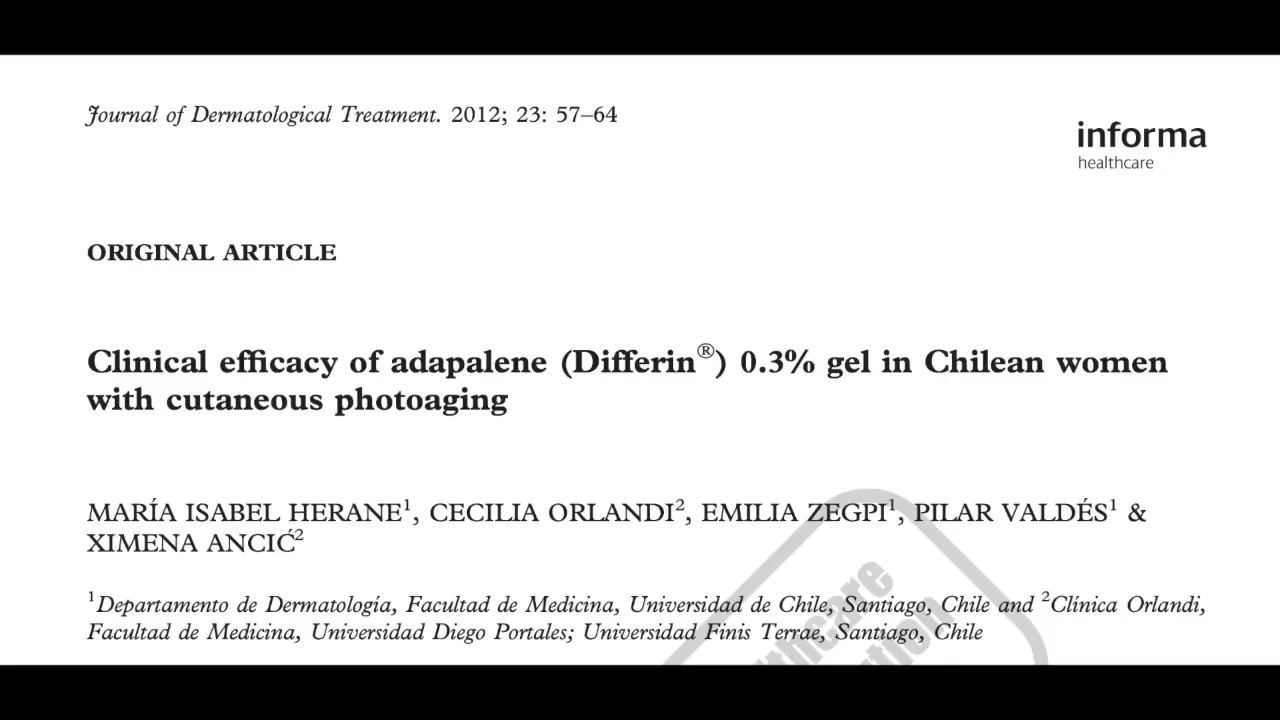 Journal of Dermatological Treatment. 2012; 23: 57–64
informa
healthcare
ORIGINAL ARTICLE
Clinical efficacy of adapalene (Differin®) 0.3% gel in Chilean women
with cutaneous photoaging
MARÍA ISABEL HERANE¹, CECILIA ORLANDI², EMILIA ZEGPI¹, PILAR VALDÉS¹ &
XIMENA ANCIĆ²
¹Departamento de Dermatología, Facultad de Medicina, Universidad de Chile, Santiago, Chile and ²Clínica Orlandi,
Facultad de Medicina, Universidad Diego Portales; Universidad Finis Terrae, Santiago, Chile